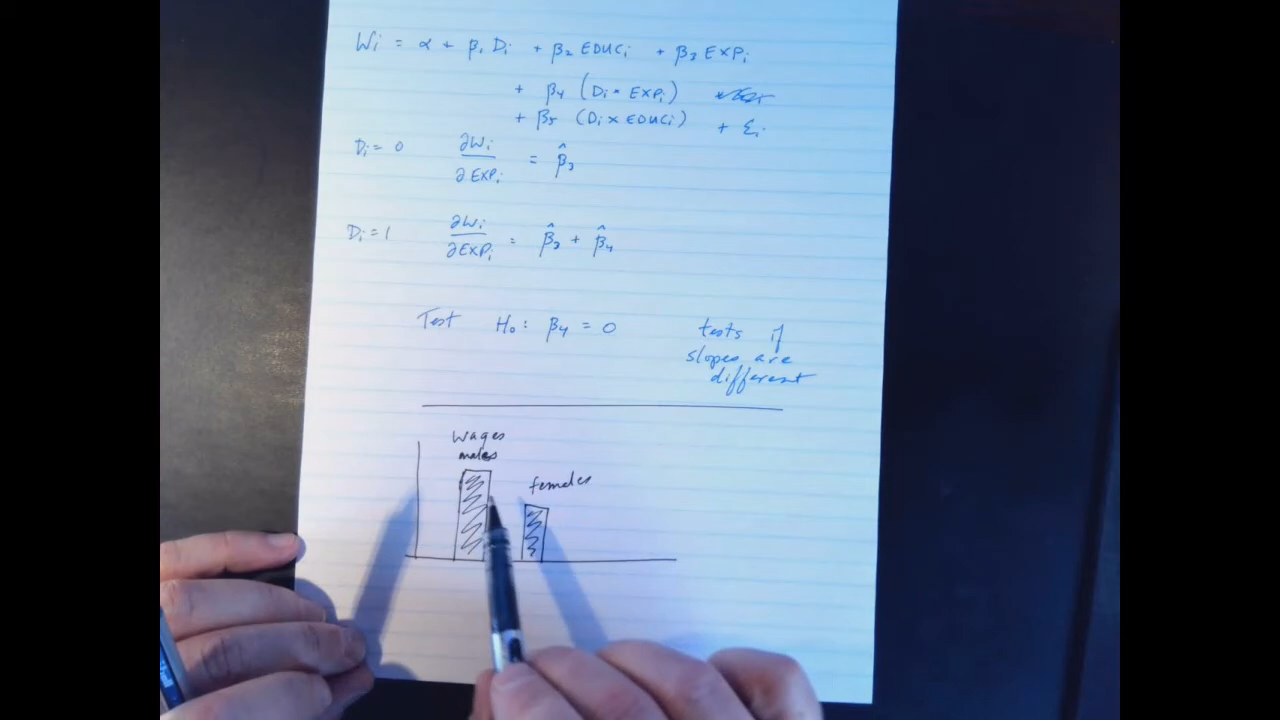 Wi = α + β1 Di + β2 EDUCi + β3 EXPi
+ β4 (Di × EXPi)
+ β5 (Di × EDUCi) + Ɛi
Di = 0 ∂Wi/∂EXPi = β̂3
Di = 1 ∂Wi/∂EXPi = β̂3 + β̂4
Test H0: β4 = 0
tests if
slopes are
different
Wages
males
females